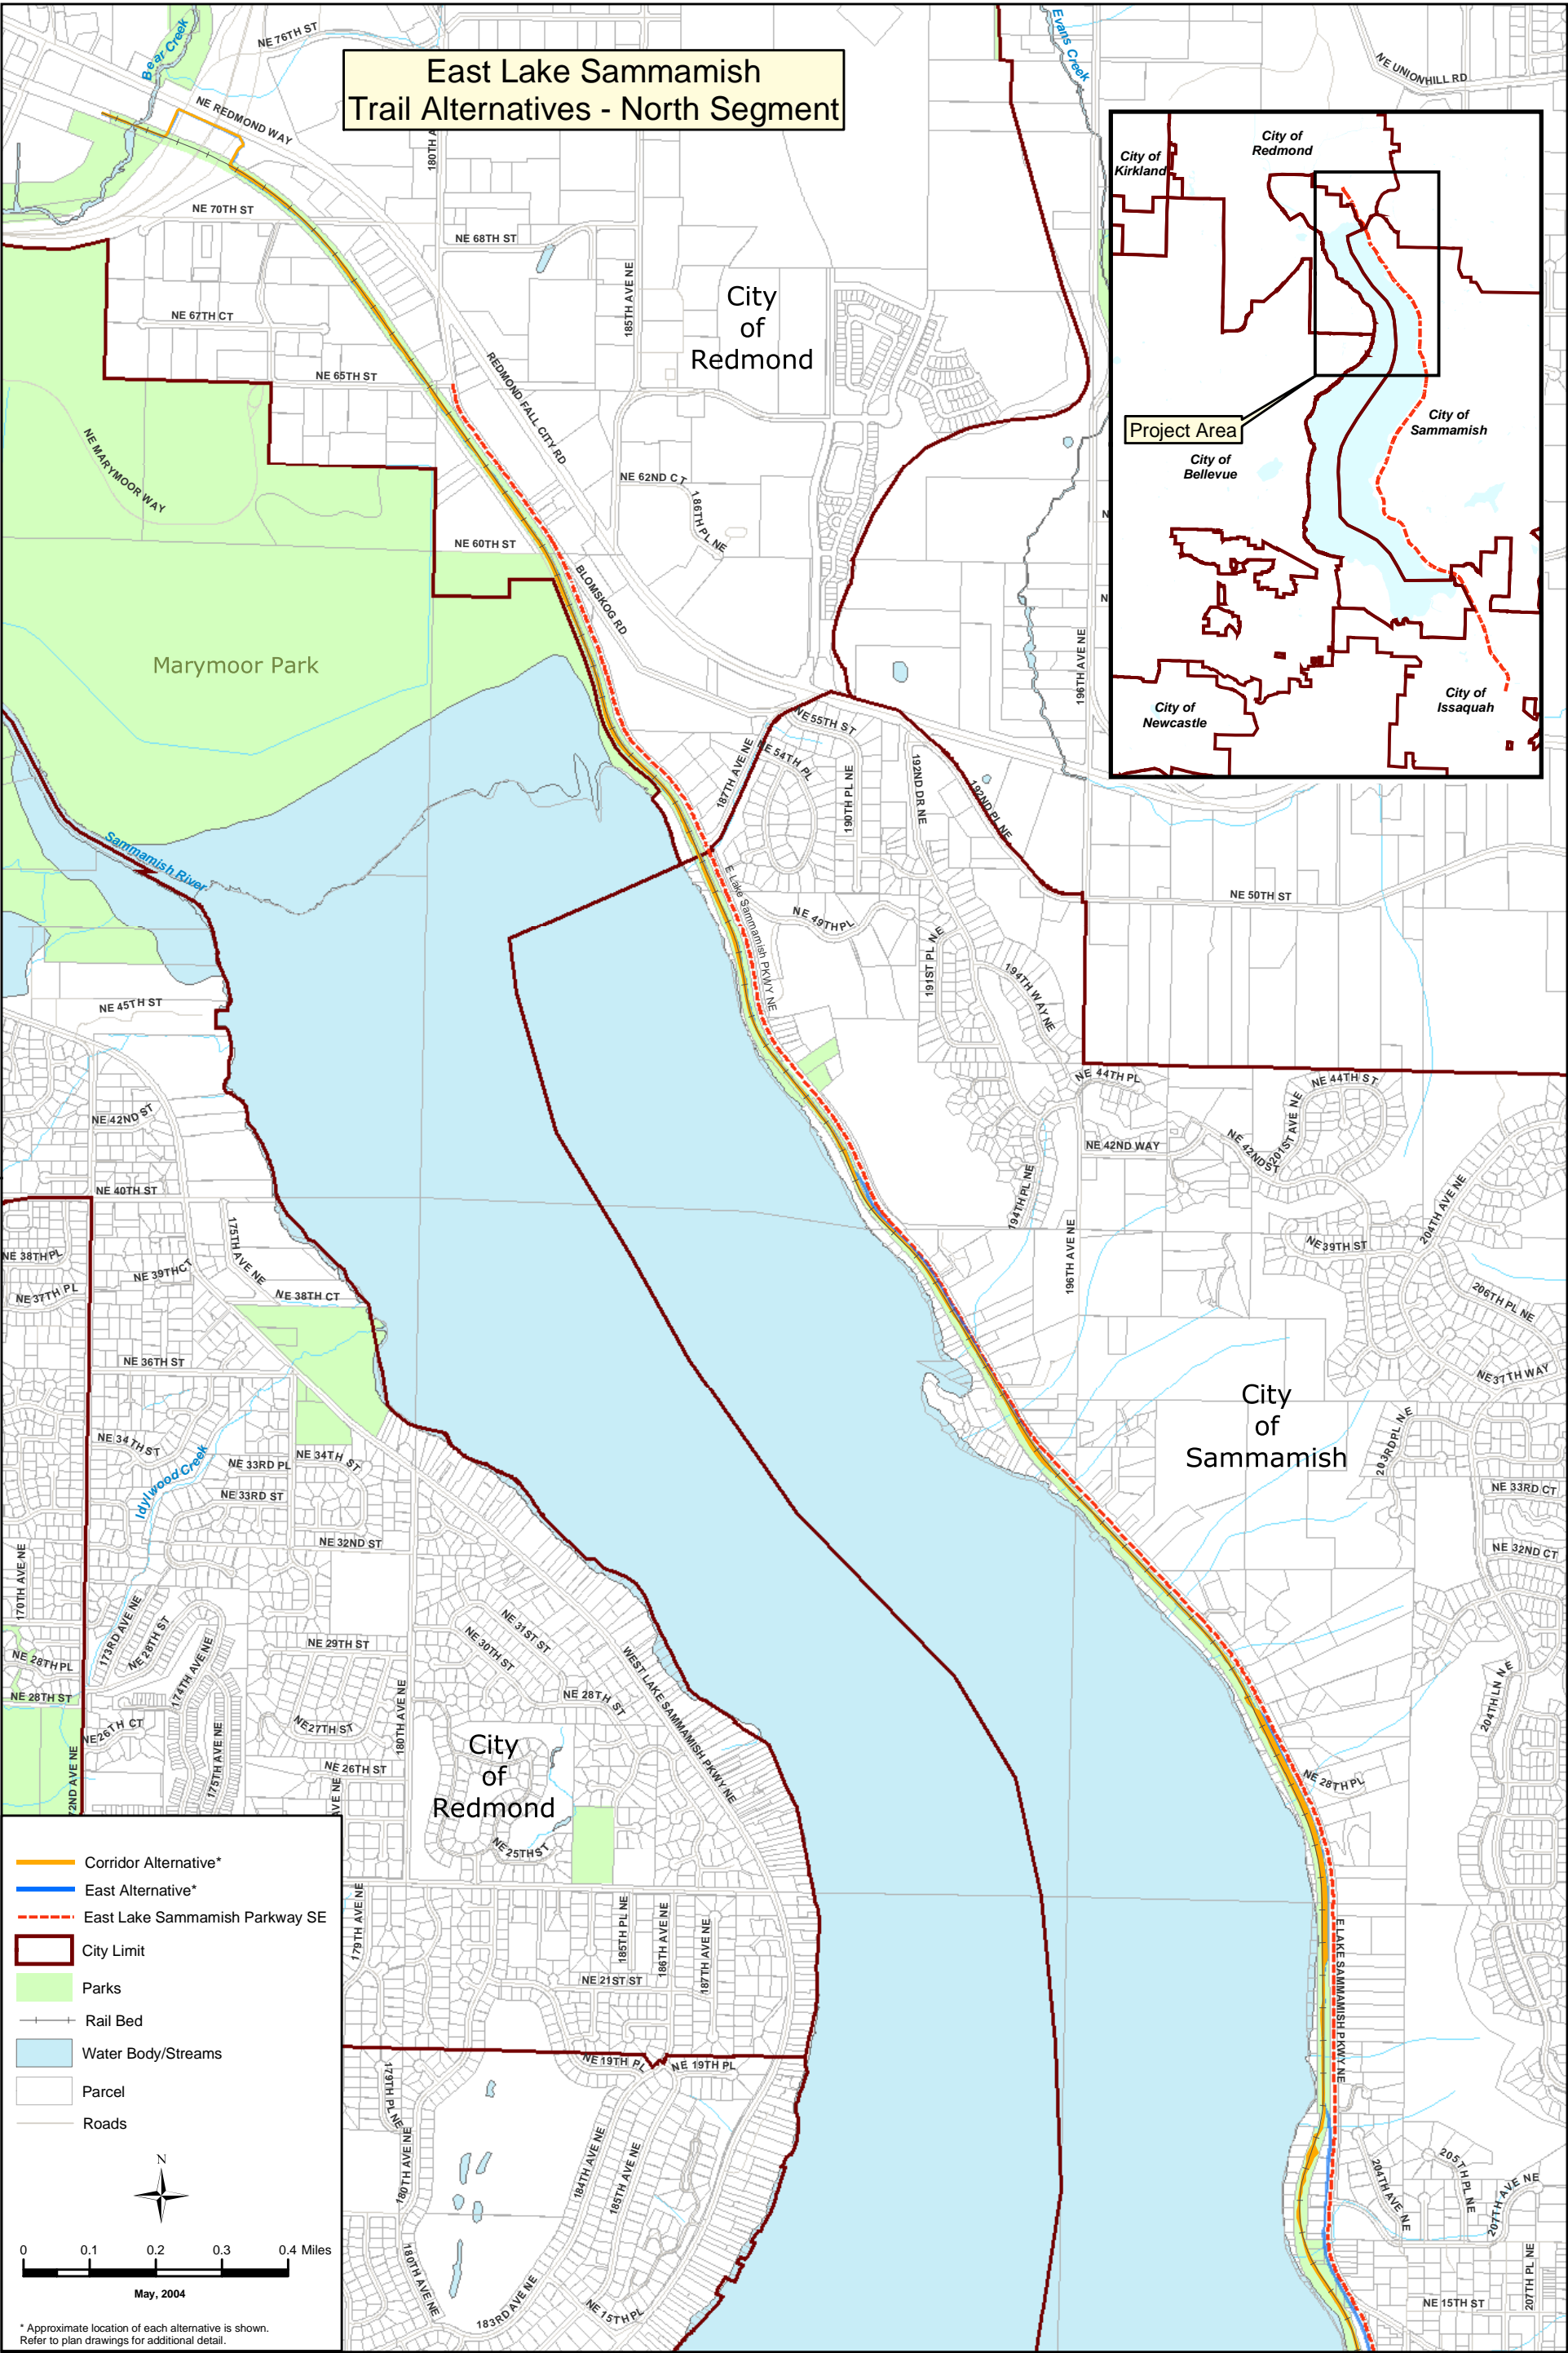 East Lake Sammamish
Trail Alternatives - North Segment
Bear Creek
NE 76TH ST
Evans Creek
NE UNIONHILL RD
NE REDMOND WAY
180TH A
NE 70TH ST
NE 68TH ST
185TH AVE NE
City
of
Redmond
NE 67TH CT
NE 65TH ST
REDMOND FALL CITY RD
NE MARYMOOR WAY
NE 62ND CT
186TH PL NE
NE 60TH ST
BLOMSKOG RD
Marymoor Park
196TH AVE NE
N
N
City of
Kirkland
City of
Redmond
City of
Sammamish
Project Area
City of
Bellevue
City of
Newcastle
City of
Issaquah
NE 55TH ST
NE 54TH PL
187TH AVE NE
190TH PL NE
192ND DR NE
192ND PL NE
Sammamish River
E Lake Sammamish PKWY NE
NE 50TH ST
NE 49TH PL
191ST PL NE
194TH WAY NE
NE 45TH ST
NE 44TH PL
NE 44TH ST
NE 42ND ST
NE 42ND WAY
NE 42ND ST
201ST AVE NE
194TH PL NE
204TH AVE NE
NE 40TH ST
196TH AVE NE
175TH AVE NE
NE 39TH ST
NE 38TH PL
NE 39TH CT
NE 37TH PL
NE 38TH CT
206TH PL NE
NE 36TH ST
NE 37TH WAY
City
of
Sammamish
203RD PL NE
NE 34TH ST
Idylwood Creek
NE 33RD PL
NE 34TH ST
NE 33RD ST
NE 33RD CT
NE 32ND ST
NE 32ND CT
170TH AVE NE
173RD AVE NE
NE 28TH ST
174TH AVE NE
NE 31ST ST
NE 30TH ST
NE 29TH ST
WEST LAKE SAMMAMISH PKWY NE
NE 28TH PL
NE 28TH ST
NE 28TH ST
204TH LN NE
NE 26TH CT
NE 27TH ST
180TH AVE NE
175TH AVE NE
City
of
Redmond
NE 26TH ST
NE 28TH PL
72ND AVE NE
AVE NE
NE 25TH ST
Corridor Alternative*
East Alternative*
East Lake Sammamish Parkway SE
City Limit
Parks
Rail Bed
Water Body/Streams
Parcel
Roads
N
0 0.1 0.2 0.3 0.4 Miles
May, 2004
* Approximate location of each alternative is shown.
Refer to plan drawings for additional detail.
179TH AVE NE
185TH PL NE
186TH AVE NE
187TH AVE NE
NE 21ST ST
E LAKE SAMMAMISH PKWY NE
NE 19TH PL
NE 19TH PL
179TH PL NE
180TH AVE NE
184TH AVE NE
185TH AVE NE
204TH AVE NE
205TH PL NE
207TH AVE NE
180TH AVE NE
183RD AVE NE
NE 15TH PL
NE 15TH ST
207TH PL NE